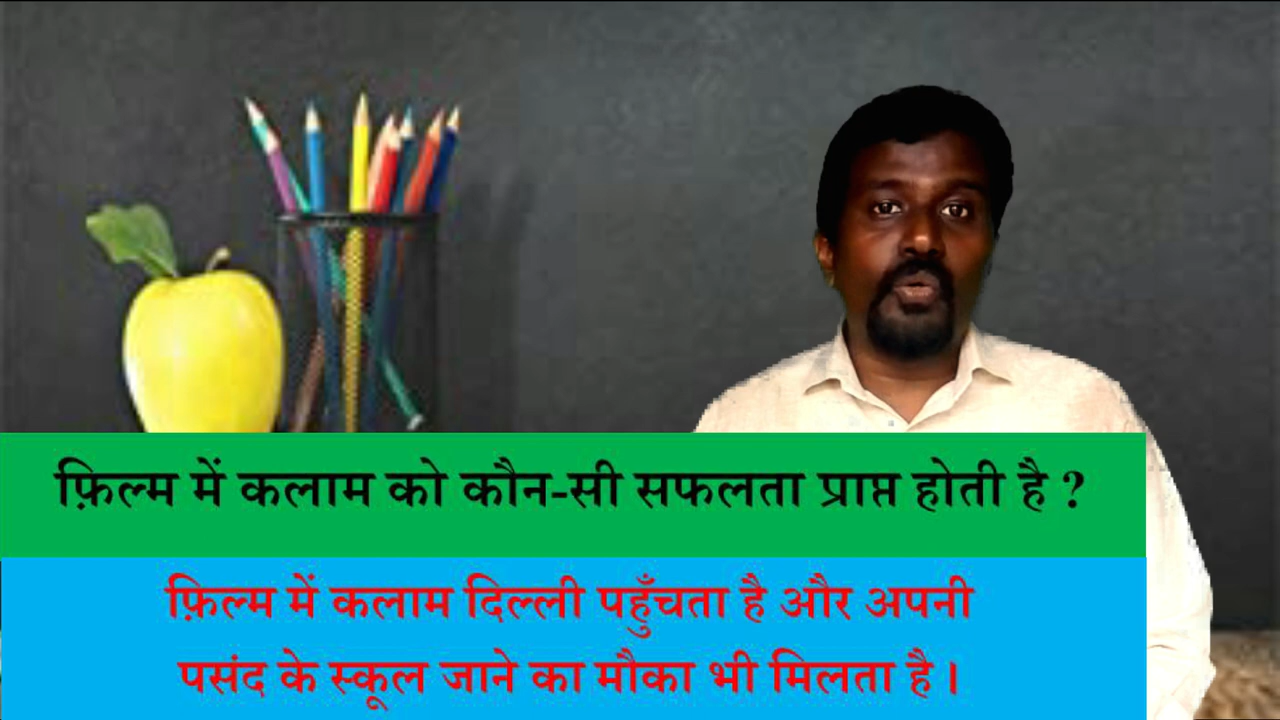 फ़िल्म में कलाम को कौन-सी सफलता प्राप्त होती है ?
फ़िल्म में कलाम दिल्ली पहुँचता है और अपनी
पसंद के स्कूल जाने का मौका भी मिलता है ।